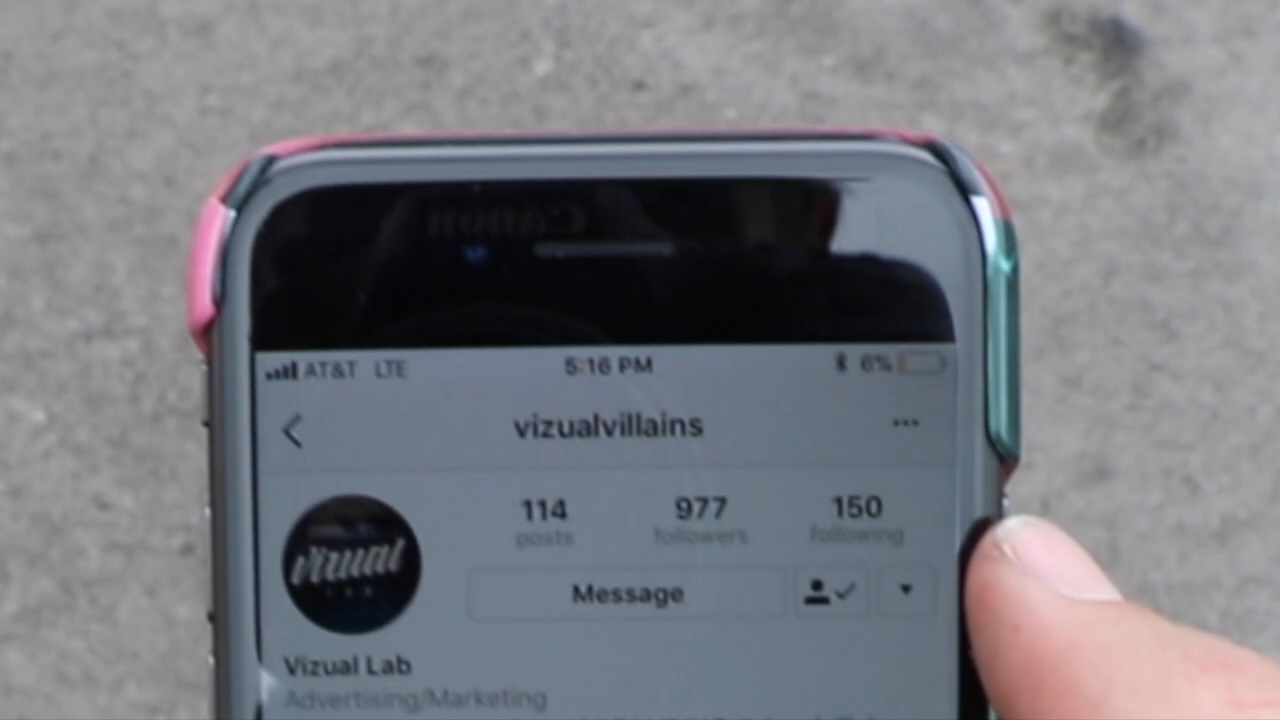 Canon
AT&T LTE 5:16 PM 6%
vizualvillains
114 977 150
posts followers following
vizual
Message
Vizual Lab
Advertising/Marketing